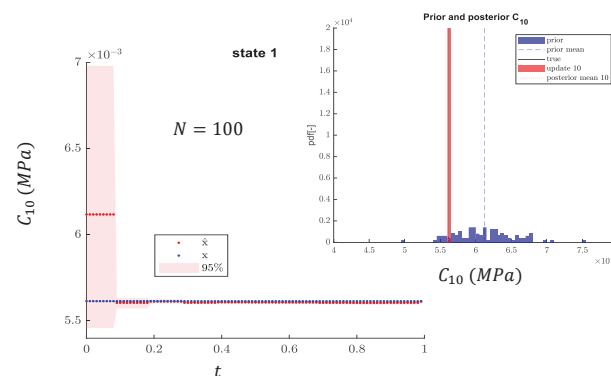 state 1
×10⁻³
7
6.5
6
5.5
C₁₀ (MPa)
N = 100
x̂
x
95%
0
0.2
0.4
0.6
0.8
1
t
Prior and posterior C₁₀
×10⁴
2
1.8
1.6
1.4
1.2
1
0.8
0.6
0.4
0.2
0
pdf[-]
prior
prior mean
true
update 10
posterior mean 10
4
4.5
5
5.5
6
6.5
7
7.5
C₁₀ (MPa)